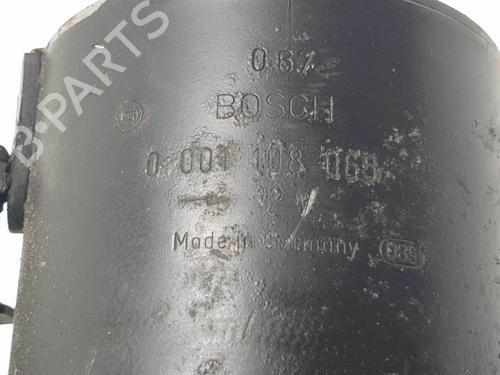 067
BOSCH
0 001 108 069
12 V
Made in Germany
B-PARTS